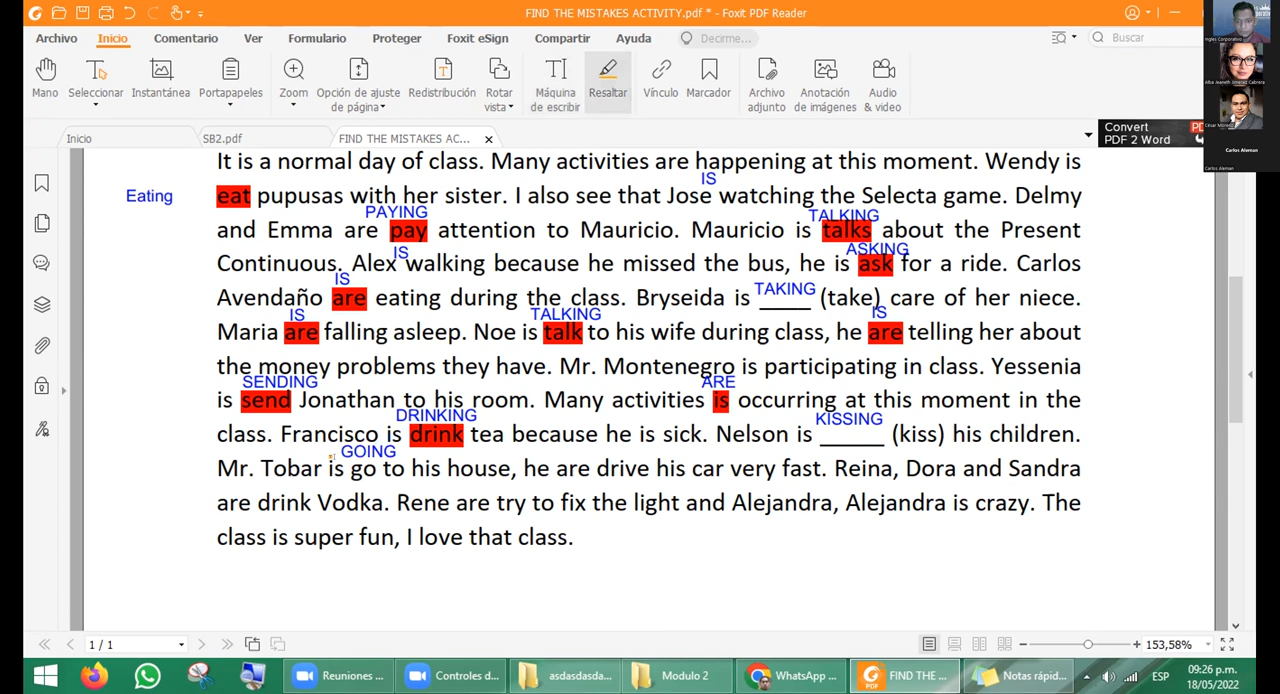 FIND THE MISTAKES ACTIVITY.pdf * - Foxit PDF Reader
Archivo Inicio Comentario Ver Formulario Proteger Foxit eSign Compartir Ayuda Decirme... Buscar
Mano Seleccionar Instantánea Portapapeles Zoom Opción de ajuste de página Redistribución Rotar vista Máquina de escribir Resaltar Vínculo Marcador Archivo adjunto Anotación de imágenes Audio & video
Inicio SB2.pdf FIND THE MISTAKES AC...
Convert
PDF 2 Word
Ingles Corporativo
Alba Jeaneth Jimenez Cabrera
Carlos Aleman
Carlos Aleman
It is a normal day of class. Many activities are happening at this moment. Wendy is
IS
Eating
eat pupusas with her sister. I also see that Jose watching the Selecta game. Delmy
PAYING TALKING
and Emma are pay attention to Mauricio. Mauricio is talks about the Present
IS ASKING
Continuous. Alex walking because he missed the bus, he is ask for a ride. Carlos
IS TAKING
Avendaño are eating during the class. Bryseida is _____ (take) care of her niece.
IS TALKING IS
Maria are falling asleep. Noe is talk to his wife during class, he are telling her about
the money problems they have. Mr. Montenegro is participating in class. Yessenia
SENDING ARE
is send Jonathan to his room. Many activities is occurring at this moment in the
DRINKING KISSING
class. Francisco is drink tea because he is sick. Nelson is ______ (kiss) his children.
GOING
Mr. Tobar is go to his house, he are drive his car very fast. Reina, Dora and Sandra
are drink Vodka. Rene are try to fix the light and Alejandra, Alejandra is crazy. The
class is super fun, I love that class.
1 / 1 153,58%
Reuniones ... Controles d... asdasdasda... Modulo 2 WhatsApp ... FIND THE ... Notas rápid... ESP
09:26 p.m.
18/05/2022